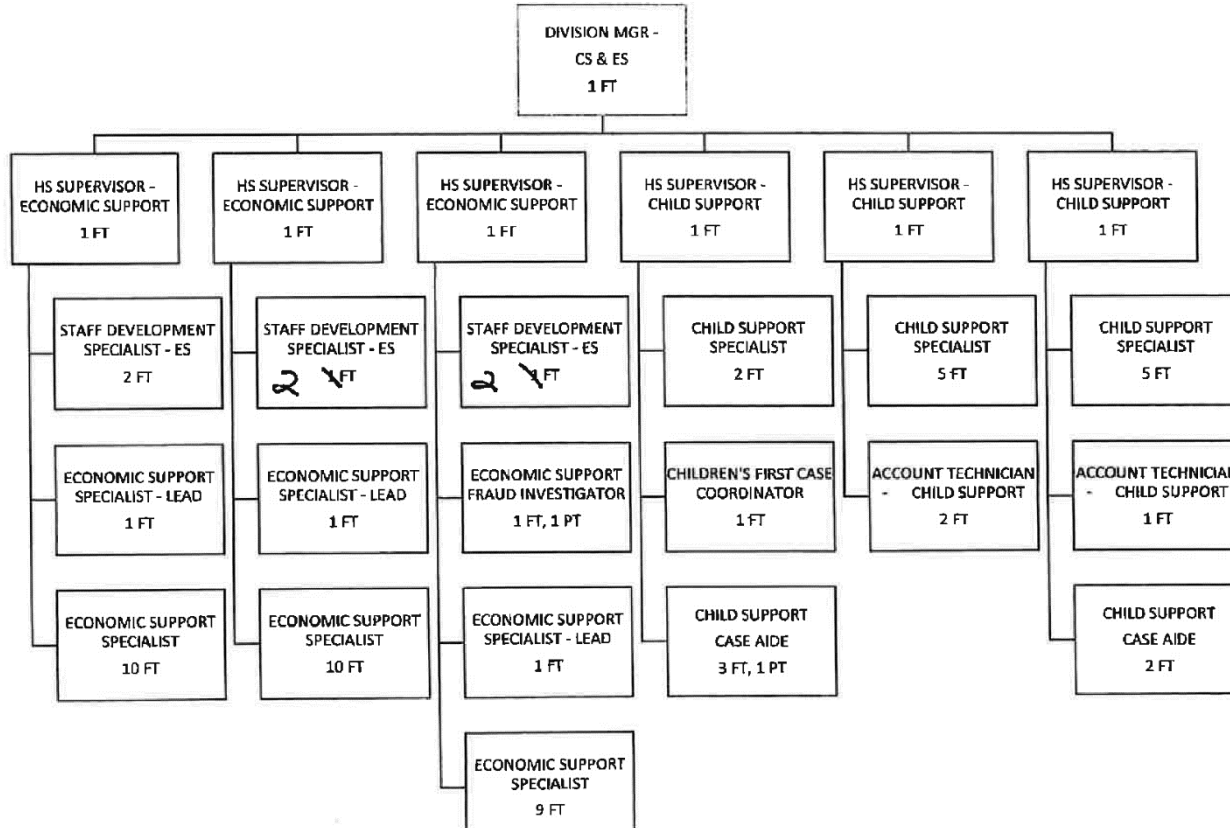 DIVISION MGR -
CS & ES
1 FT
HS SUPERVISOR -
ECONOMIC SUPPORT
1 FT
HS SUPERVISOR -
ECONOMIC SUPPORT
1 FT
HS SUPERVISOR -
ECONOMIC SUPPORT
1 FT
HS SUPERVISOR -
CHILD SUPPORT
1 FT
HS SUPERVISOR -
CHILD SUPPORT
1 FT
HS SUPERVISOR -
CHILD SUPPORT
1 FT
STAFF DEVELOPMENT
SPECIALIST - ES
2 FT
STAFF DEVELOPMENT
SPECIALIST - ES
2 1 FT
STAFF DEVELOPMENT
SPECIALIST - ES
2 1 FT
CHILD SUPPORT
SPECIALIST
2 FT
CHILD SUPPORT
SPECIALIST
5 FT
CHILD SUPPORT
SPECIALIST
5 FT
ECONOMIC SUPPORT
SPECIALIST - LEAD
1 FT
ECONOMIC SUPPORT
SPECIALIST - LEAD
1 FT
ECONOMIC SUPPORT
FRAUD INVESTIGATOR
1 FT, 1 PT
CHILDREN'S FIRST CASE
COORDINATOR
1 FT
ACCOUNT TECHNICIAN
- CHILD SUPPORT
2 FT
ACCOUNT TECHNICIAN
- CHILD SUPPORT
1 FT
ECONOMIC SUPPORT
SPECIALIST
10 FT
ECONOMIC SUPPORT
SPECIALIST
10 FT
ECONOMIC SUPPORT
SPECIALIST - LEAD
1 FT
CHILD SUPPORT
CASE AIDE
3 FT, 1 PT
CHILD SUPPORT
CASE AIDE
2 FT
ECONOMIC SUPPORT
SPECIALIST
9 FT